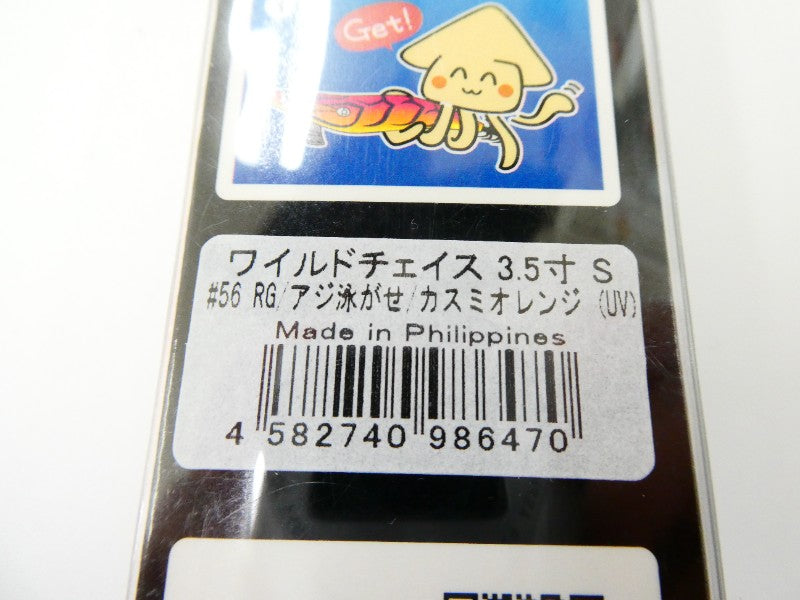 Get!
ワイルドチェイス 3.5寸 S
#56 RG/アジ泳がせ/カスミオレンジ (UV)
Made in Philippines
4 582740 986470